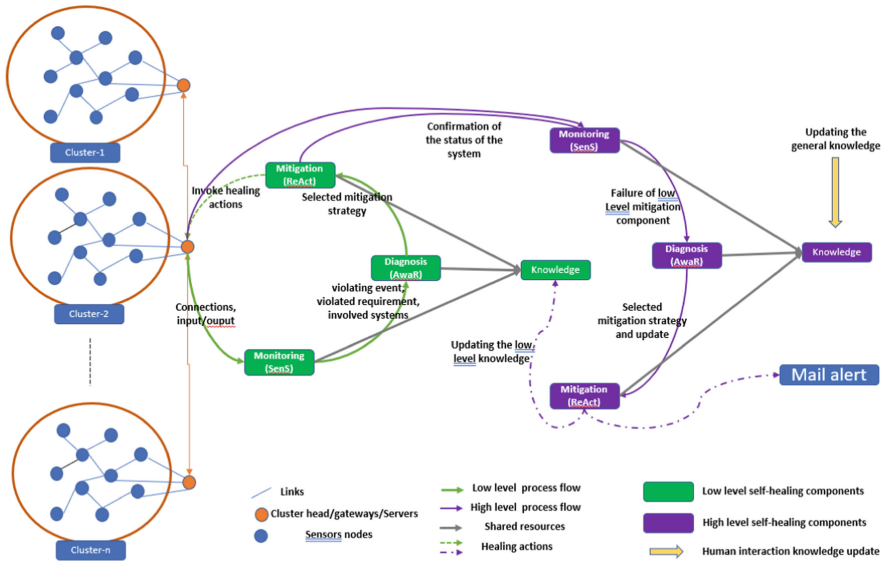 Cluster-1
Cluster-2
Cluster-n
Invoke healing
actions
Connections,
input/ouput
Mitigation
(ReAct)
Selected mitigation
strategy
Diagnosis
(AwaR)
violating event,
violated requirement,
involved systems
Monitoring
(SenS)
Knowledge
Updating the low
level knowledge
Confirmation of
the status of the
system
Monitoring
(SenS)
Failure of low
Level mitigation
component
Diagnosis
(AwaR)
Selected
mitigation strategy
and update
Mitigation
(ReAct)
Updating the
general knowledge
Knowledge
Mail alert
Links
Cluster head/gateways/Servers
Sensors nodes
Low level process flow
High level process flow
Shared resources
Healing actions
Low level self-healing components
High level self-healing components
Human interaction knowledge update